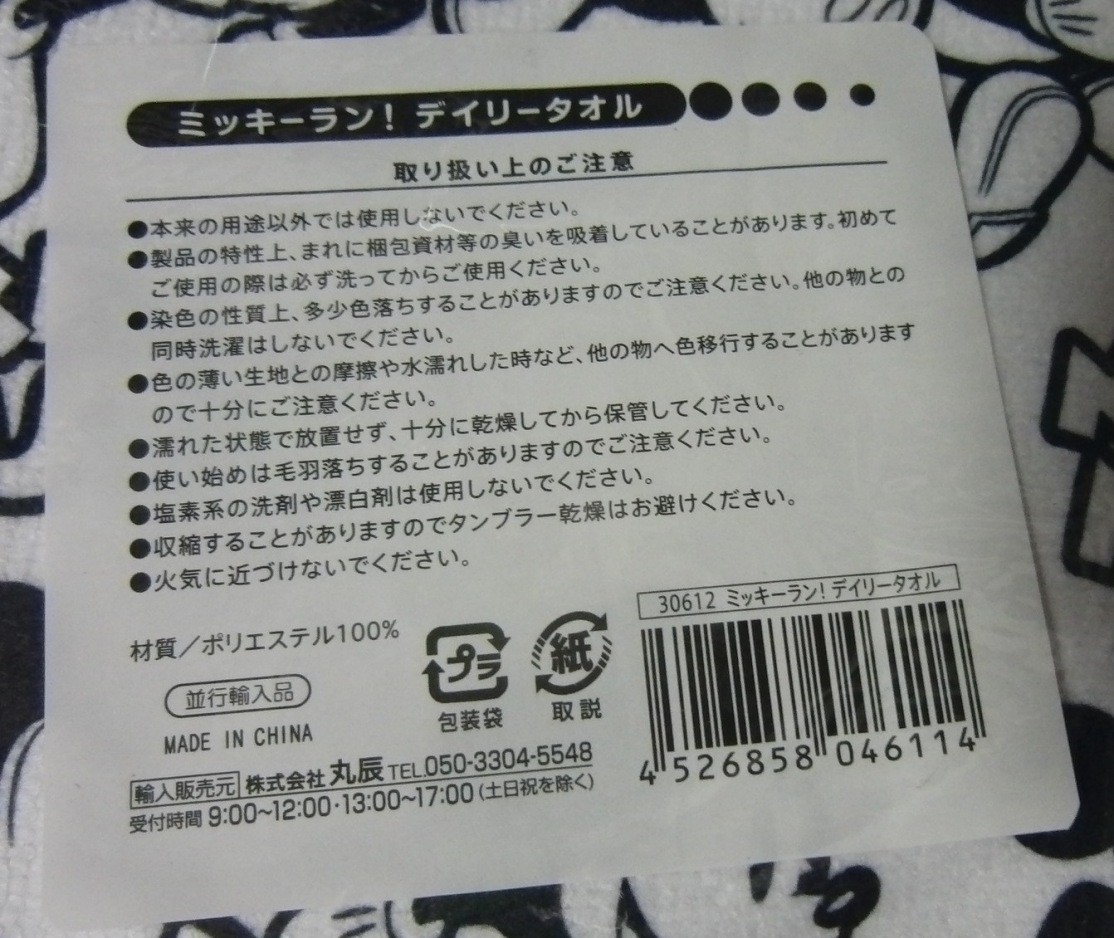 ミッキーラン! デイリータオル
取り扱い上のご注意
●本来の用途以外では使用しないでください。
●製品の特性上、まれに梱包資材等の臭いを吸着していることがあります。初めて
ご使用の際は必ず洗ってからご使用ください。
●染色の性質上、多少色落ちすることがありますのでご注意ください。他の物との
同時洗濯はしないでください。
●色の薄い生地との摩擦や水濡れした時など、他の物へ色移行することがあります
ので十分にご注意ください。
●濡れた状態で放置せず、十分に乾燥してから保管してください。
●使い始めは毛羽落ちすることがありますのでご注意ください。
●塩素系の洗剤や漂白剤は使用しないでください。
●収縮することがありますのでタンブラー乾燥はお避けください。
●火気に近づけないでください。
材質/ポリエステル100%
並行輸入品
MADE IN CHINA
プラ
包装袋
紙
取説
輸入販売元 株式会社 丸辰 TEL.050-3304-5548
受付時間 9:00~12:00・13:00~17:00 (土日祝を除く)
30612 ミッキーラン! デイリータオル
4 526858 046114